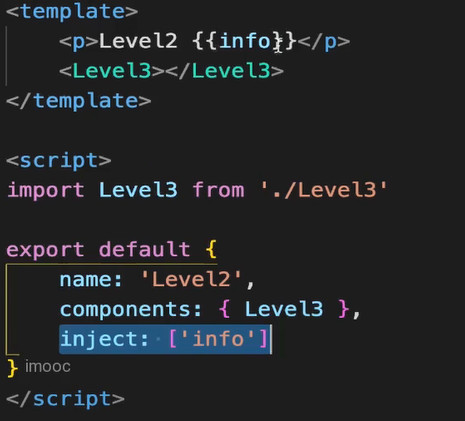 <template>
    <p>Level2 {{info}}</p>
    <Level3></Level3>
</template>

<script>
import Level3 from './Level3'

export default {
    name: 'Level2',
    components: { Level3 },
    inject: ['info']
} imooc
</script>